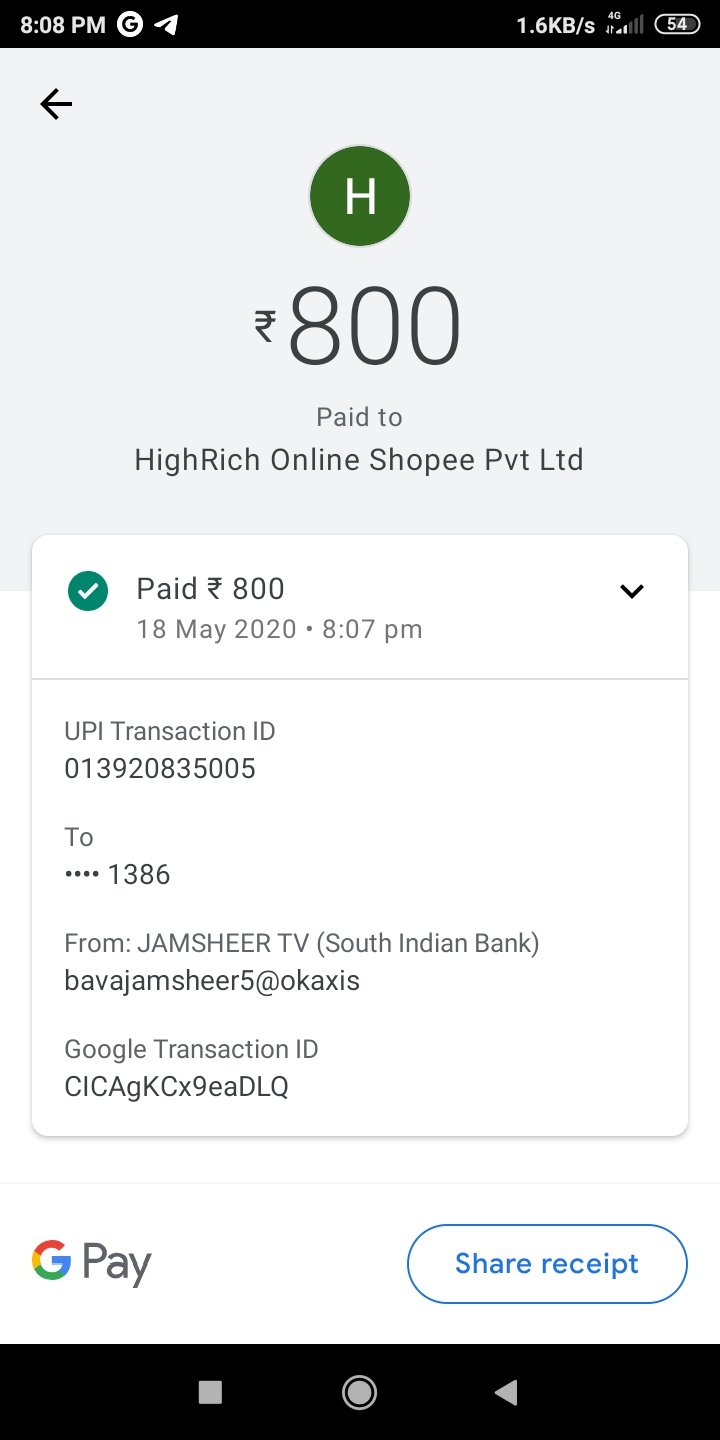 8:08 PM 1.6KB/s 4G 54
H
₹800
Paid to
HighRich Online Shopee Pvt Ltd
Paid ₹ 800
18 May 2020 • 8:07 pm
UPI Transaction ID
013920835005
To
•••• 1386
From: JAMSHEER TV (South Indian Bank)
bavajamsheer5@okaxis
Google Transaction ID
CICAgKCx9eaDLQ
G Pay
Share receipt